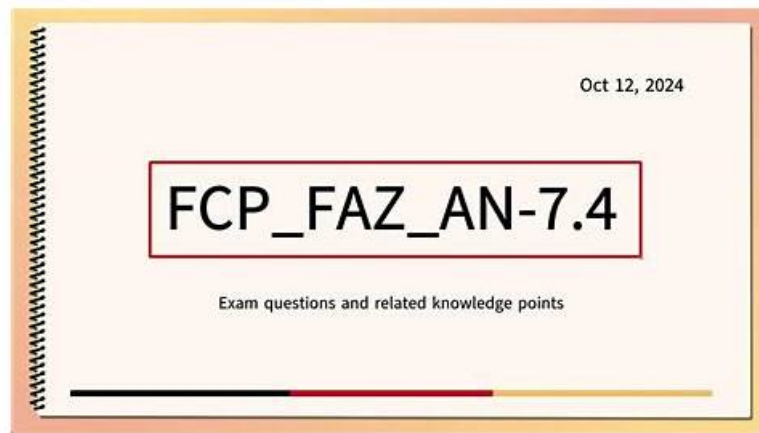 Oct 12, 2024
FCP_FAZ_AN-7.4
Exam questions and related knowledge points